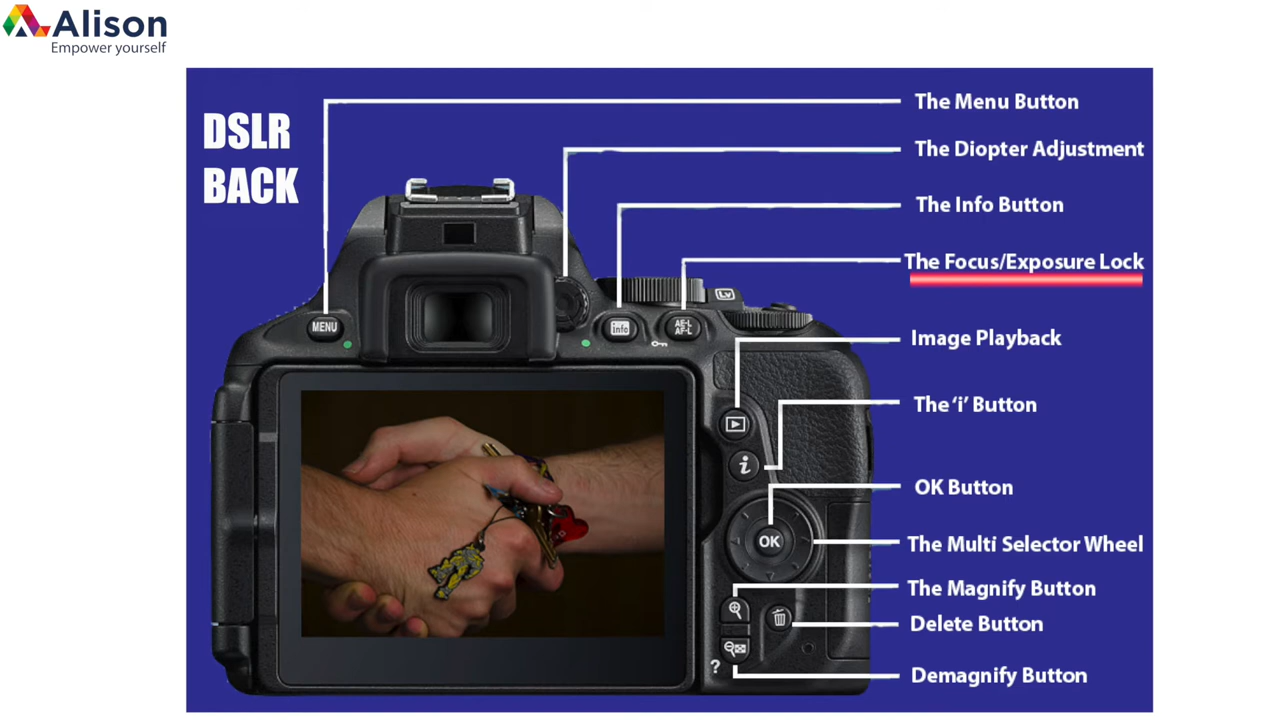 Alison
Empower yourself
DSLR
BACK
The Menu Button
The Diopter Adjustment
The Info Button
The Focus/Exposure Lock
Lv
MENU
info
AE-L
AF-L
Image Playback
The ‘i’ Button
i
OK Button
OK
The Multi Selector Wheel
The Magnify Button
Delete Button
?
Demagnify Button